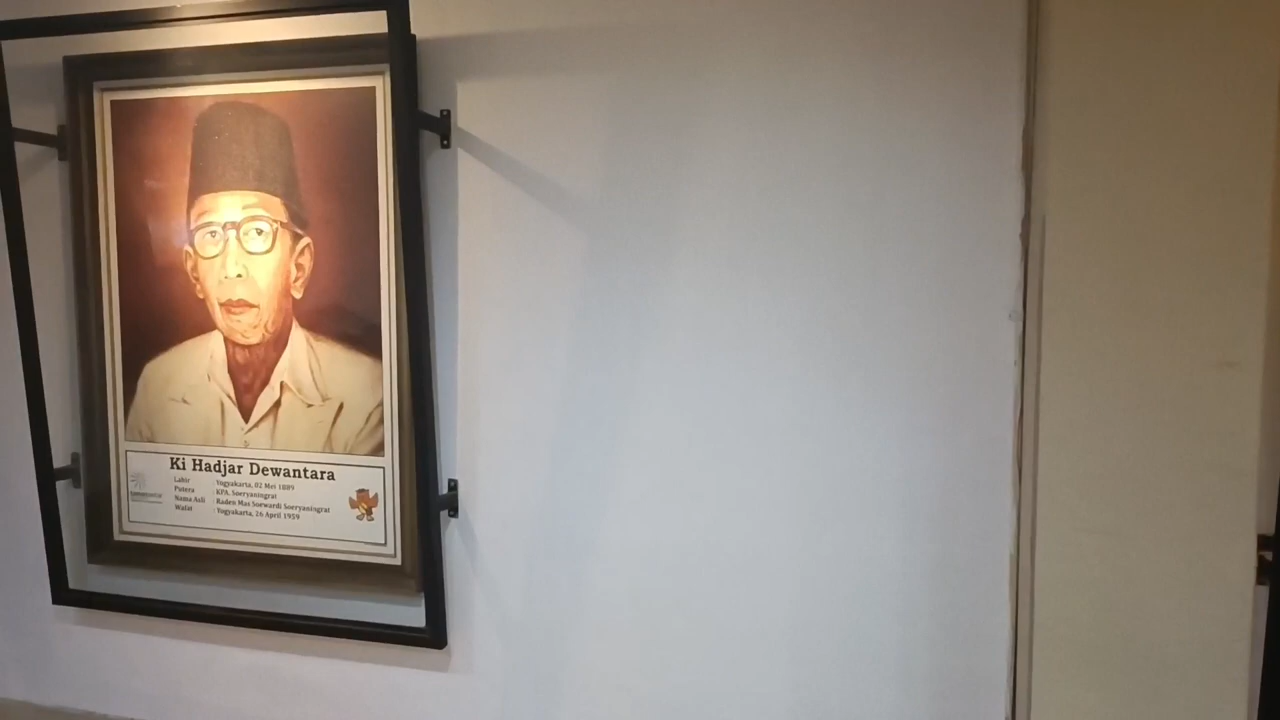 Ki Hadjar Dewantara
Lahir : Yogyakarta, 02 Mei 1889
Putera : KPA. Soeryaningrat
Nama Asli : Raden Mas Soewardi Soeryaningrat
Wafat : Yogyakarta, 26 April 1959